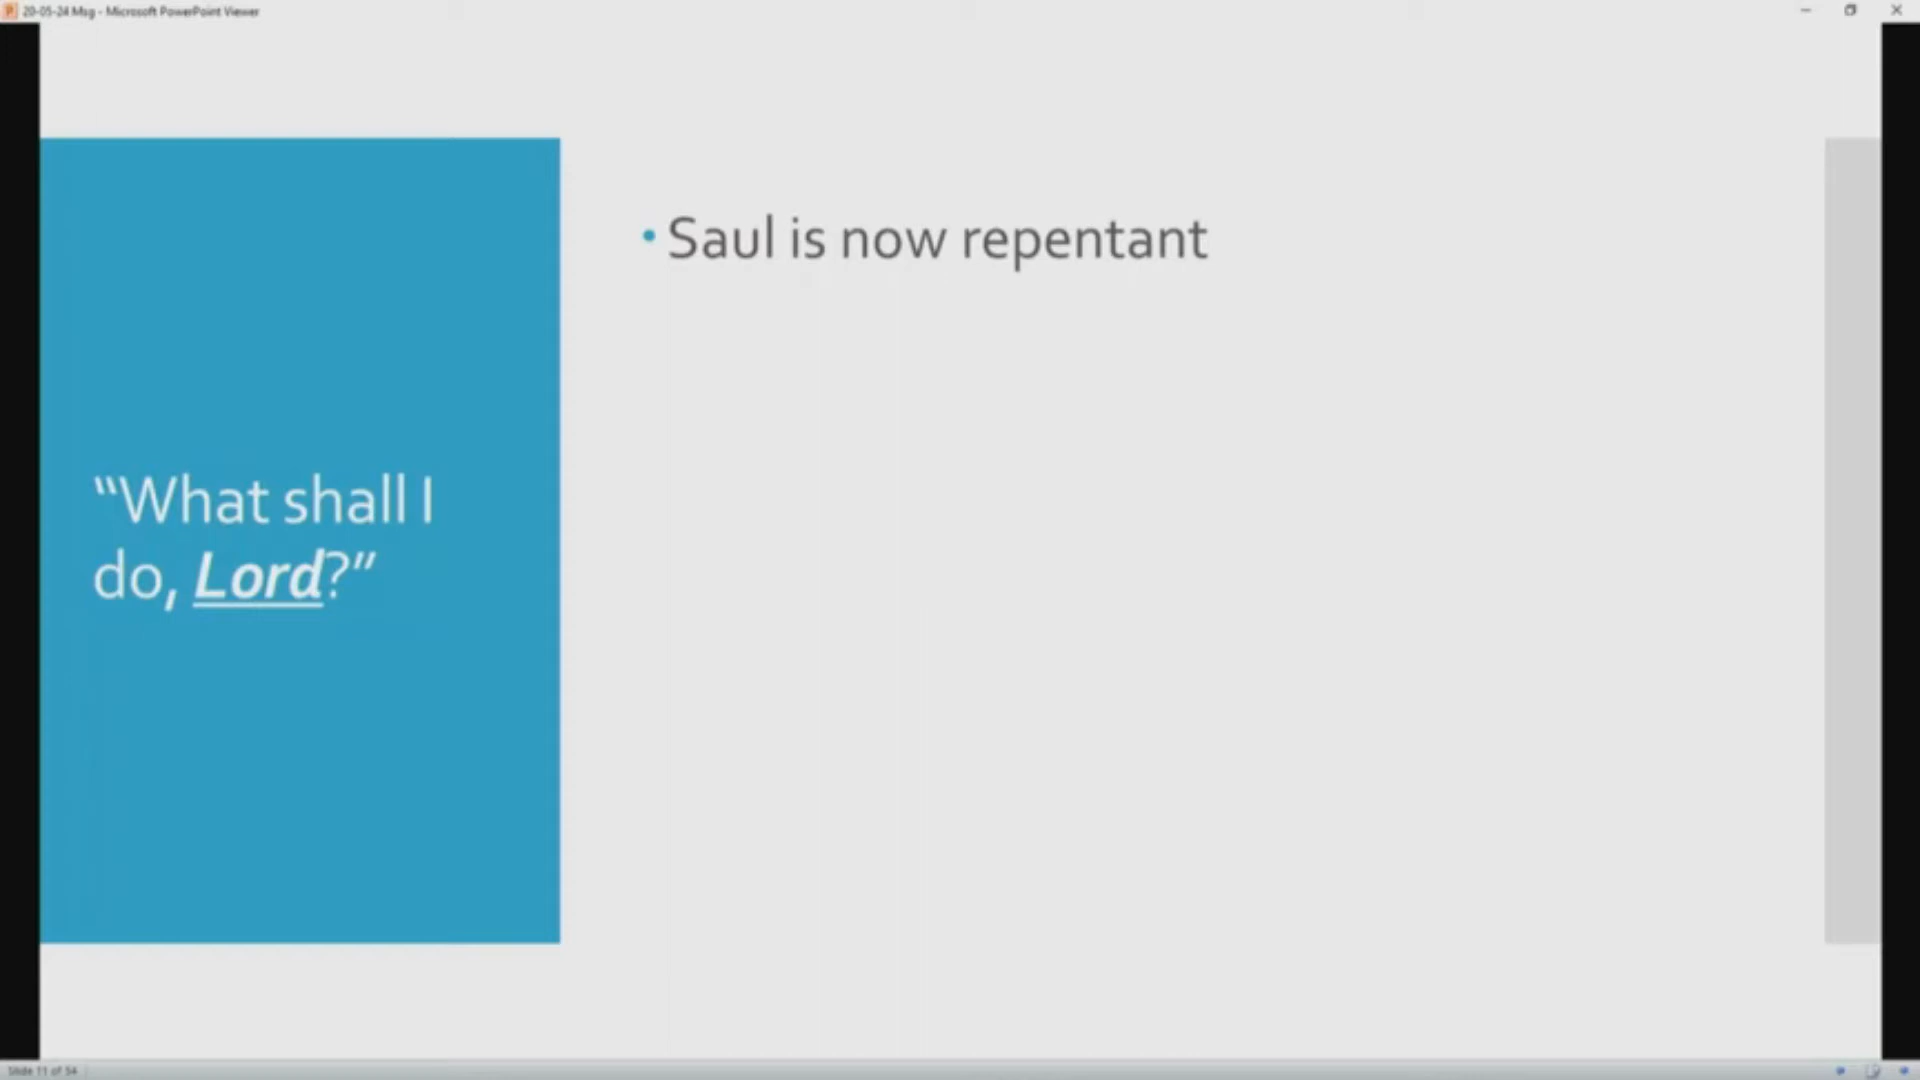 20-05-24 Msg - Microsoft PowerPoint Viewer
“What shall I
do, Lord?”
• Saul is now repentant
Slide 11 of 54